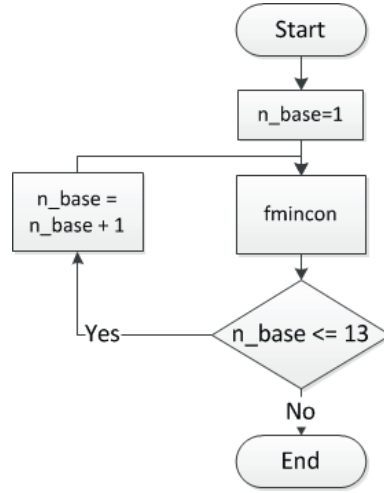 Start
n_base=1
n_base =
n_base + 1
fmincon
n_base <= 13
Yes
No
End